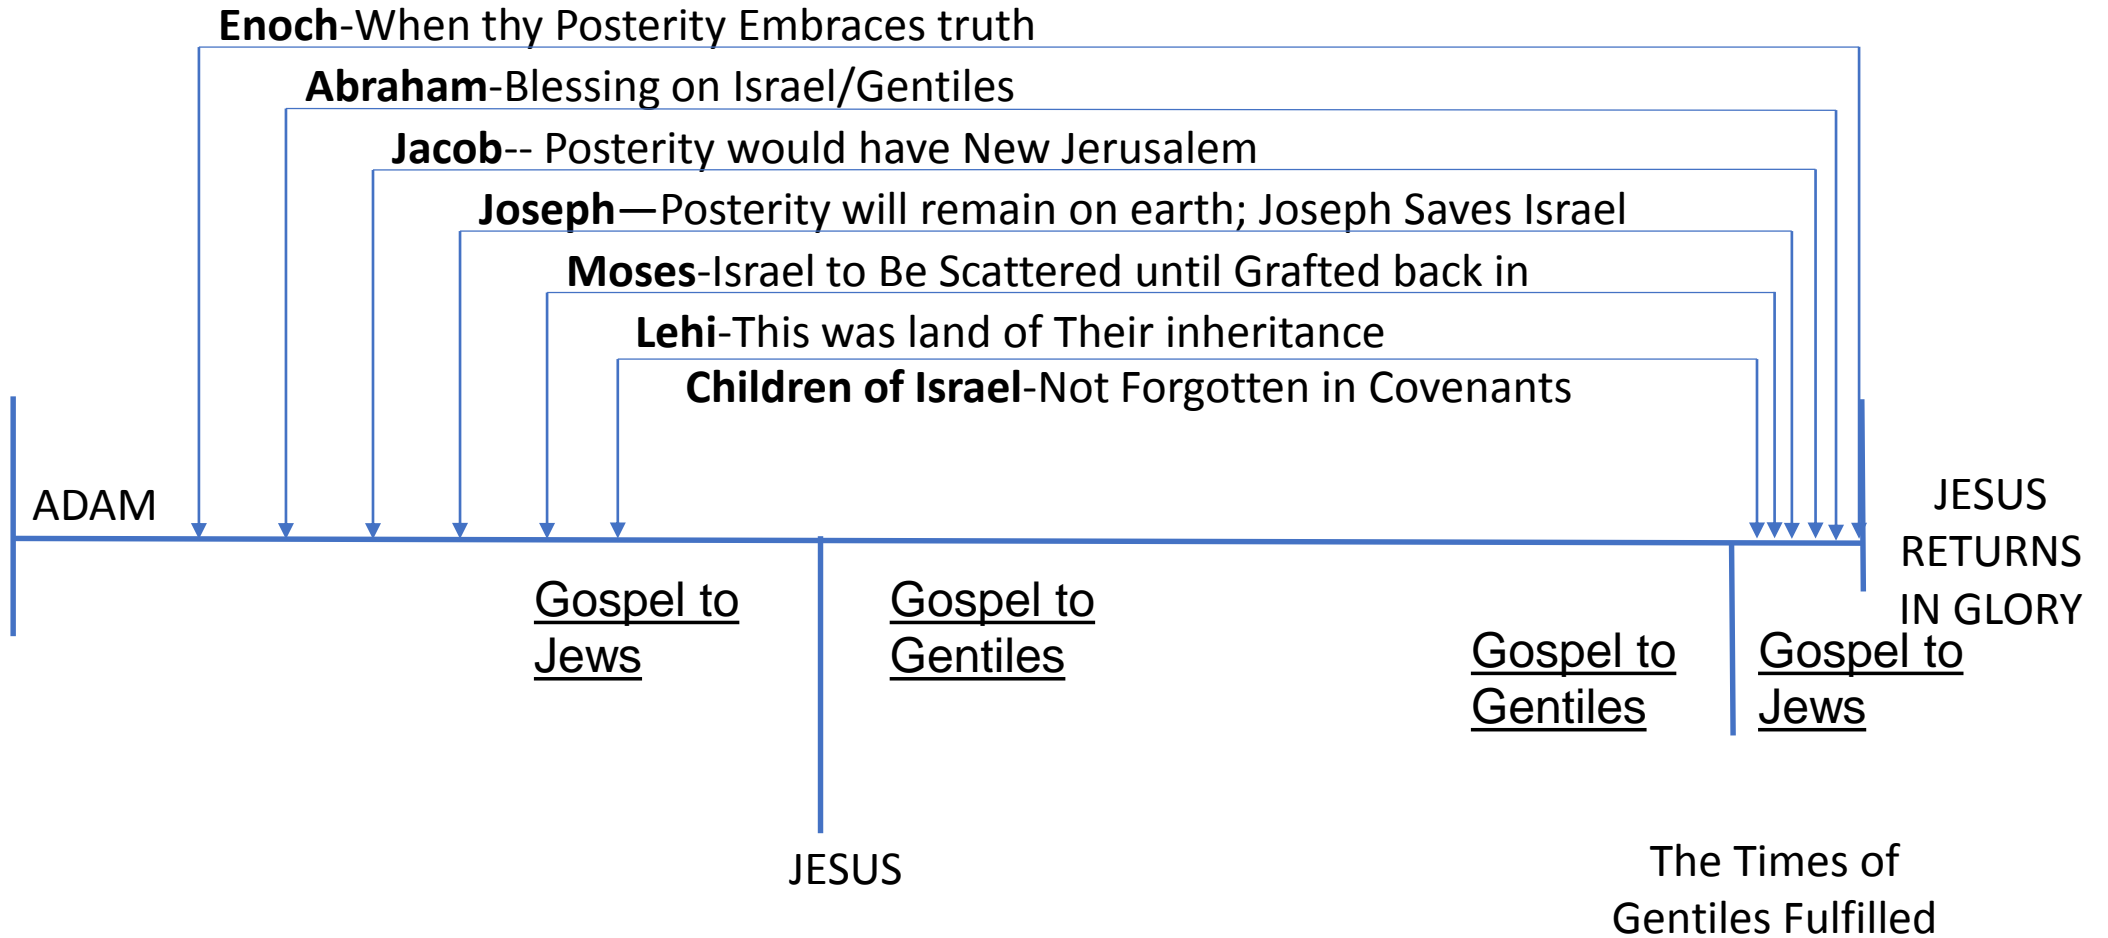 Enoch-When thy Posterity Embraces truth
Abraham-Blessing on Israel/Gentiles
Jacob-- Posterity would have New Jerusalem
Joseph—Posterity will remain on earth; Joseph Saves Israel
Moses-Israel to Be Scattered until Grafted back in
Lehi-This was land of Their inheritance
Children of Israel-Not Forgotten in Covenants
ADAM
JESUS
RETURNS
IN GLORY
Gospel to
Jews
Gospel to
Gentiles
Gospel to
Gentiles
Gospel to
Jews
JESUS
The Times of
Gentiles Fulfilled